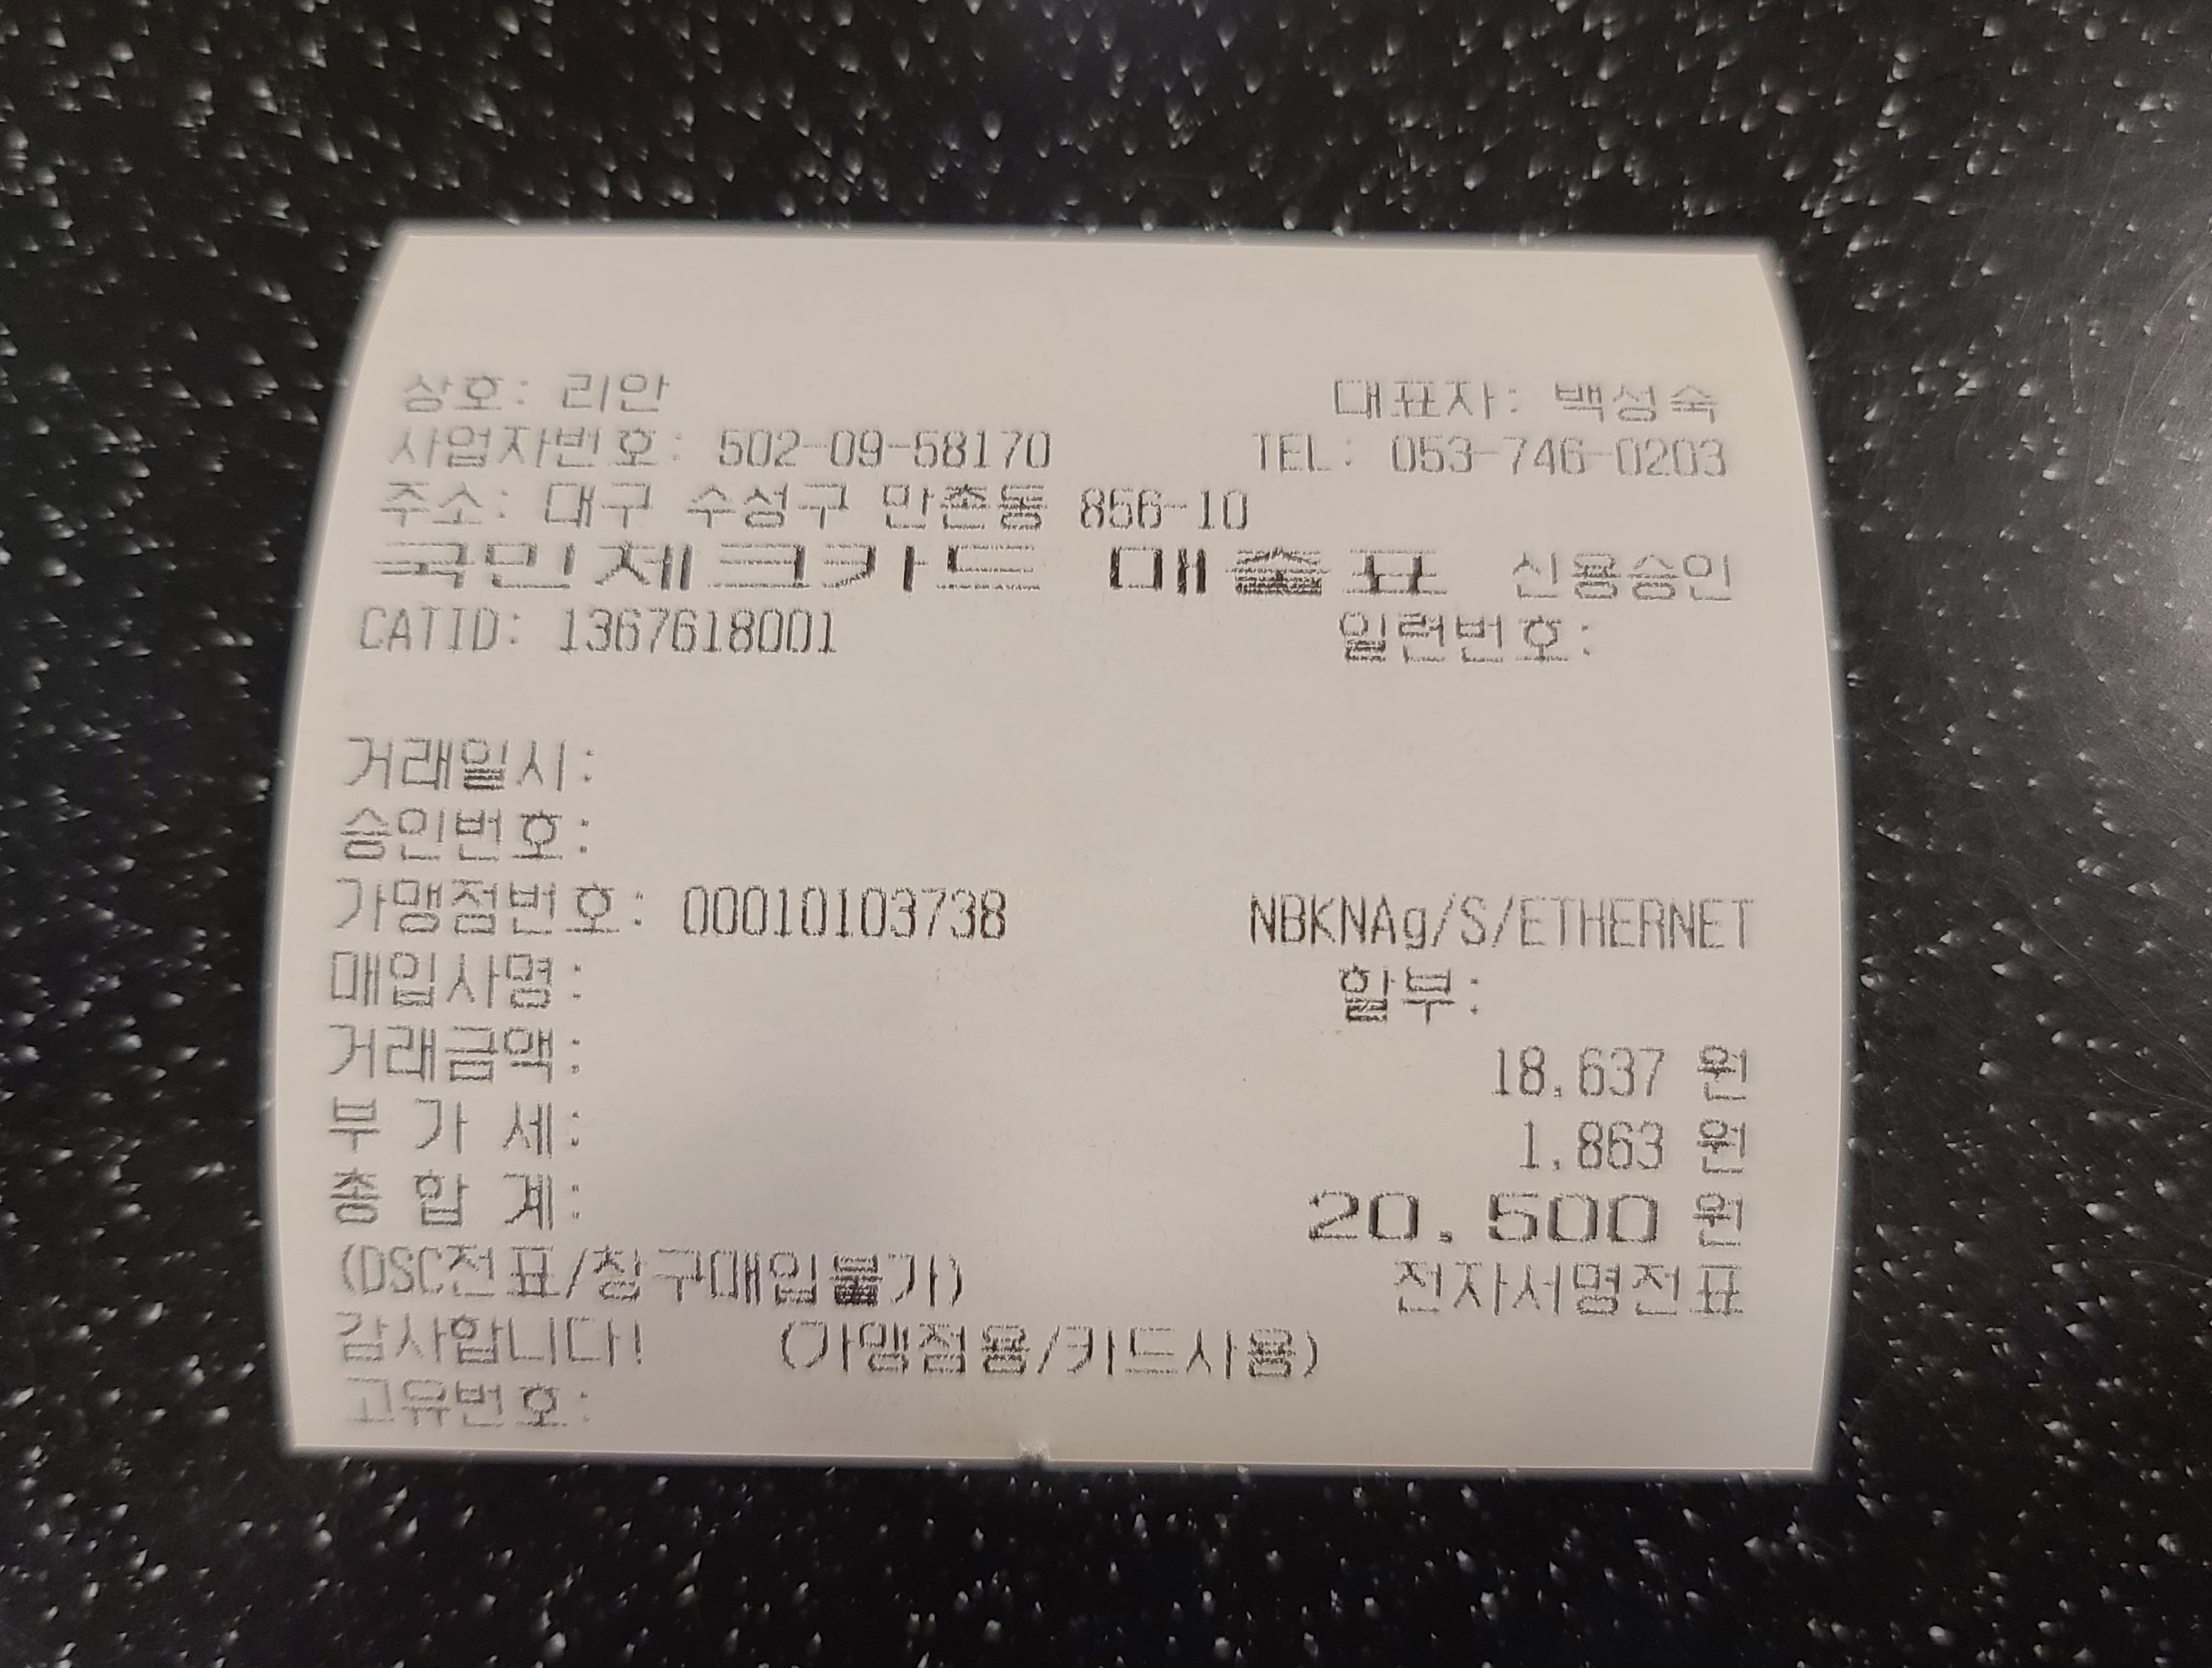 상호: 리안 대표자: 백성숙
사업자번호: 502-09-58170 TEL: 053-746-0203
주소: 대구 수성구 만촌동 856-10
국민체크카드 매출표 신용승인
CATID: 1367618001 일련번호:
거래일시:
승인번호:
가맹점번호: 00010103738 NBKNAg/S/ETHERNET
매입사명: 할부:
거래금액: 18,637 원
부 가 세: 1,863 원
총 합 계: 20,500 원
(DSC전표/청구매입불가) 전자서명전표
감사합니다! (가맹점용/카드사용)
고유번호: